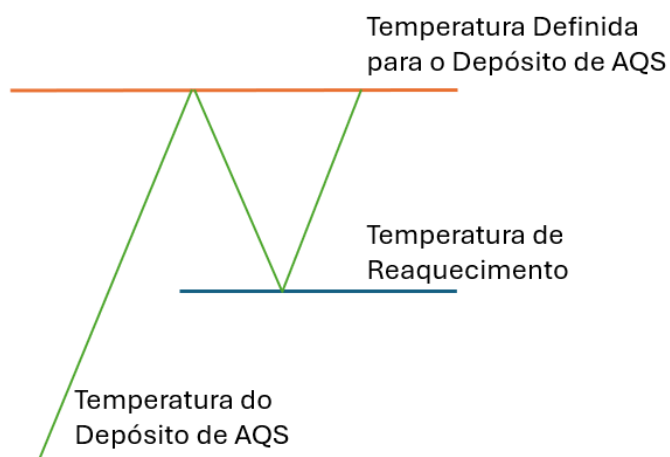 Temperatura Definida
para o Depósito de AQS
Temperatura de
Reaquecimento
Temperatura do
Depósito de AQS